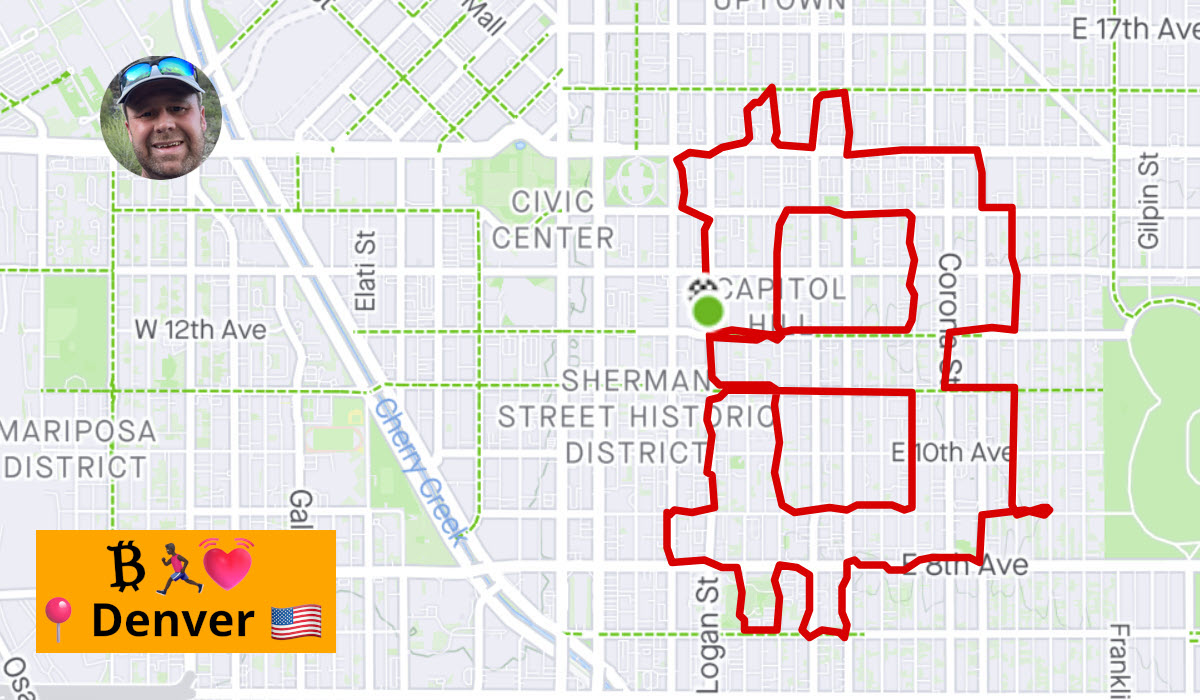 UPTOWN
E 17th Ave
Mall
Gilpin St
CIVIC
CENTER
Elati St
CAPITOL
HILL
Corona St
W 12th Ave
SHERMAN
STREET HISTORIC
DISTRICT
MARIPOSA
DISTRICT
Cherry Creek
E 10th Ave
Gal
E 8th Ave
₿
Denver
Logan St
Frankl
Osa